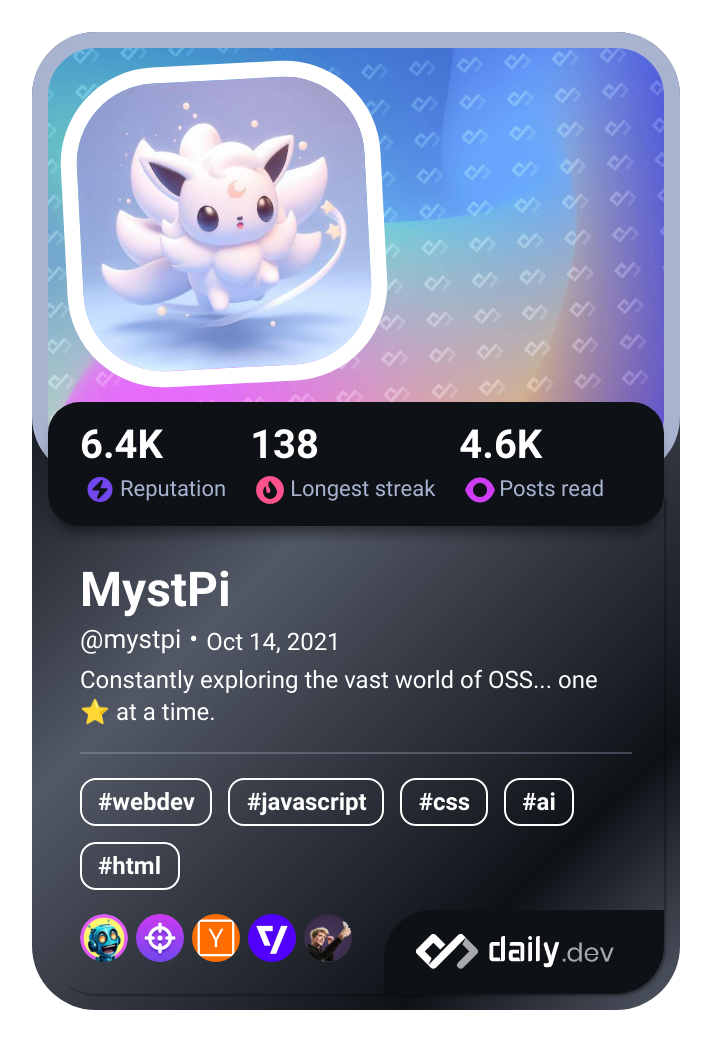 6.4K 138 4.6K
Reputation Longest streak Posts read
MystPi
@mystpi • Oct 14, 2021
Constantly exploring the vast world of OSS... one
⭐ at a time.
#webdev #javascript #css #ai
#html
Y
daily.dev